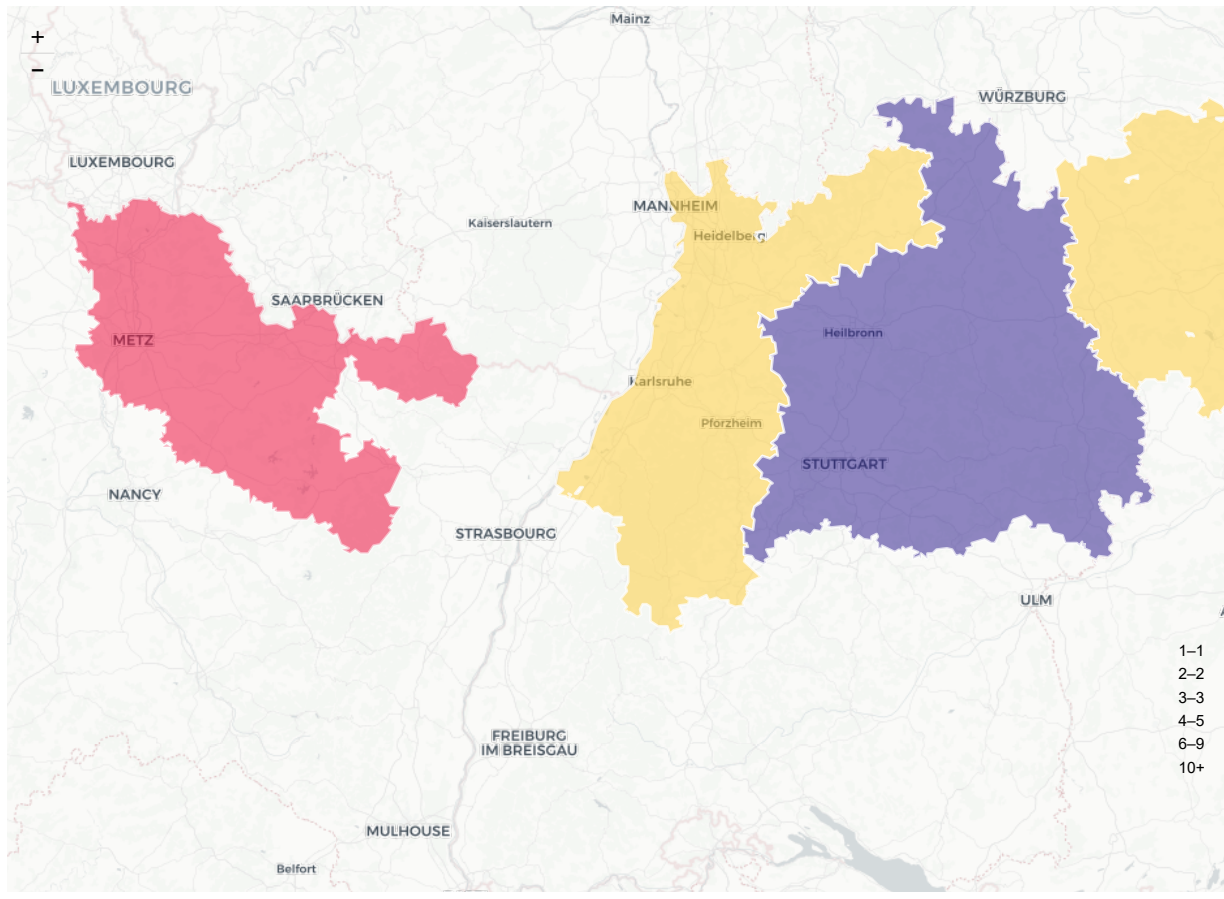 Mainz
+
−
LUXEMBOURG
WÜRZBURG
LUXEMBOURG
MANNHEIM
Kaiserslautern
Heidelberg
SAARBRÜCKEN
Heilbronn
METZ
Karlsruhe
Pforzheim
STUTTGART
NANCY
STRASBOURG
ULM
1–1
2–2
3–3
4–5
6–9
10+
FREIBURG
IM BREISGAU
MULHOUSE
Belfort